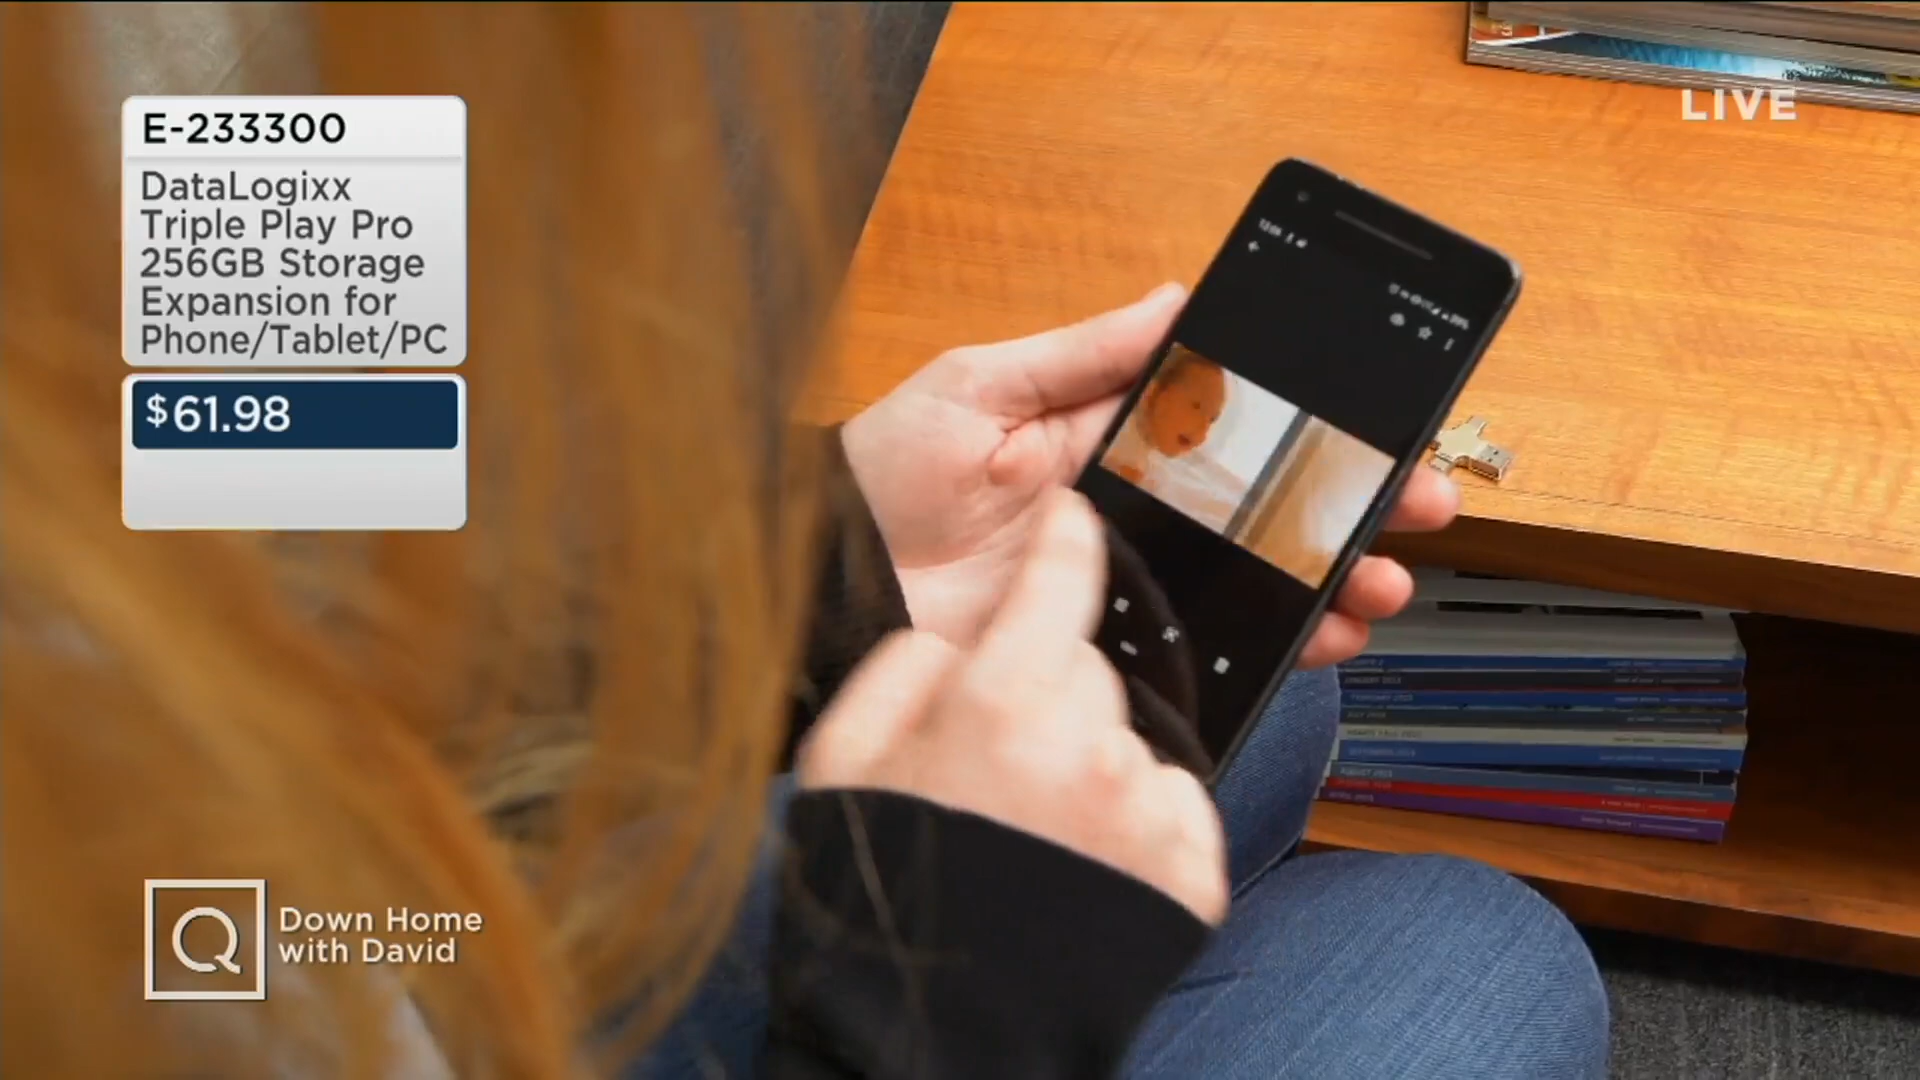 E-233300
DataLogixx
Triple Play Pro
256GB Storage
Expansion for
Phone/Tablet/PC
$61.98
LIVE
Q
Down Home
with David